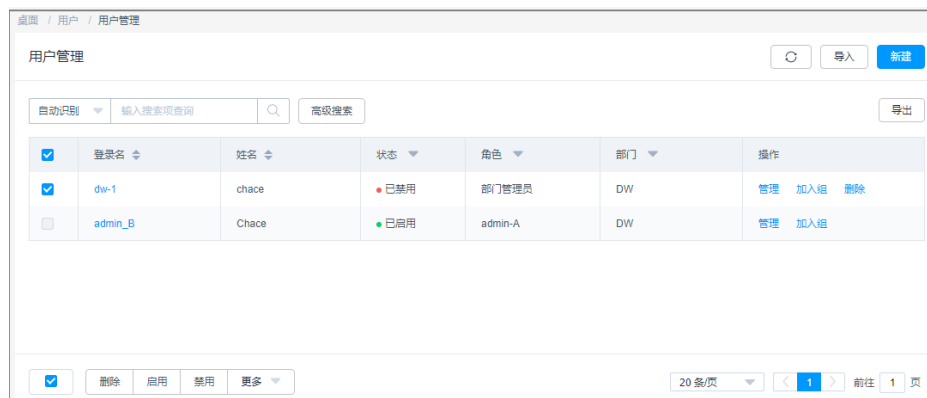 桌面 / 用户 / 用户管理
用户管理 导入 新建
自动识别 输入搜索项查询 高级搜索 导出
登录名 姓名 状态 角色 部门 操作
dw-1 chace 已禁用 部门管理员 DW 管理 加入组 删除
admin_B Chace 已启用 admin-A DW 管理 加入组
删除 启用 禁用 更多 20 条/页 1 前往 1 页